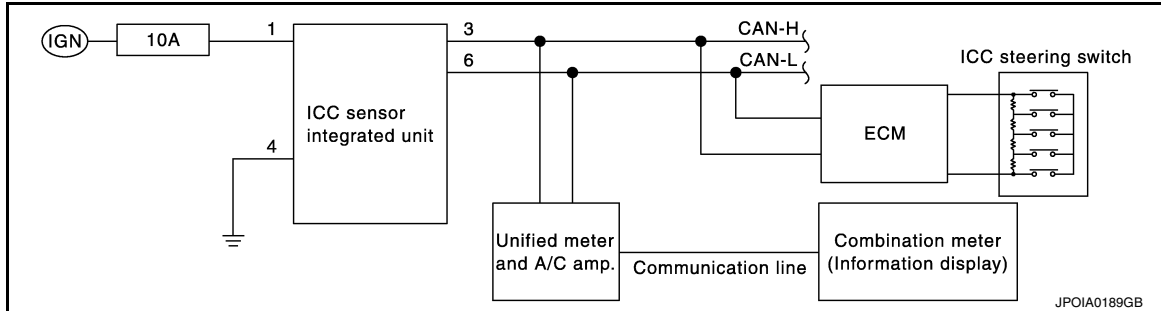 IGN
10A
1
3
CAN-H
6
CAN-L
ICC steering switch
ICC sensor
integrated unit
4
ECM
Unified meter
and A/C amp.
Communication line
Combination meter
(Information display)
JPOIA0189GB